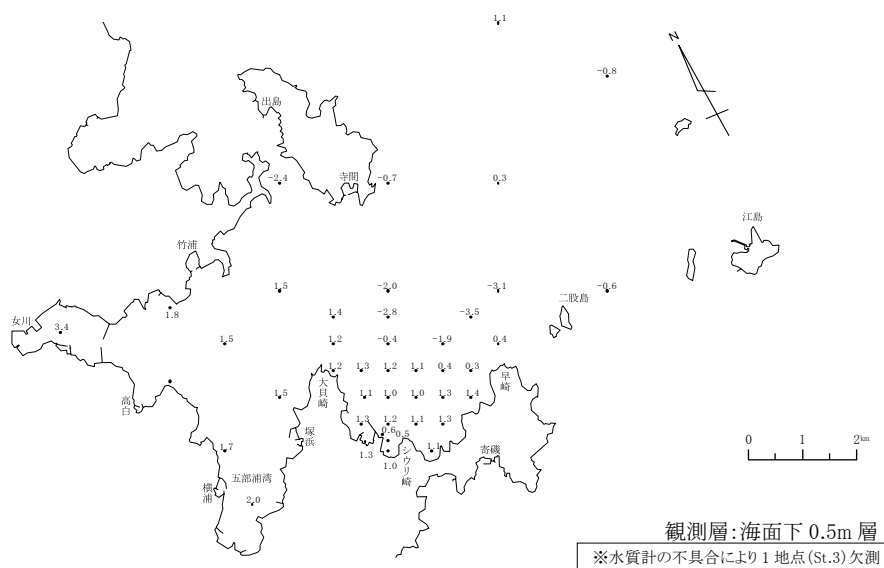 1.1
-0.8
N
出島
寺間
-2.4
-0.7
0.3
江島
竹浦
1.5
-2.0
-3.1
-0.6
二股島
女川
1.8
1.4
-2.8
-3.5
3.4
1.5
1.2
-0.4
-1.9
0.4
1.2
1.3
1.2
1.1
0.4
0.3
早崎
大貝崎
高白
1.5
1.1
1.0
1.0
1.3
1.4
1.3
1.2
1.1
1.3
0.6
0.5
塚浜
1.7
1.3
1.0
1.1
シウリ崎
寄磯
0 1 2km
五部浦湾
横浦
2.0
観測層:海面下 0.5m 層
※水質計の不具合により 1 地点(St.3)欠測